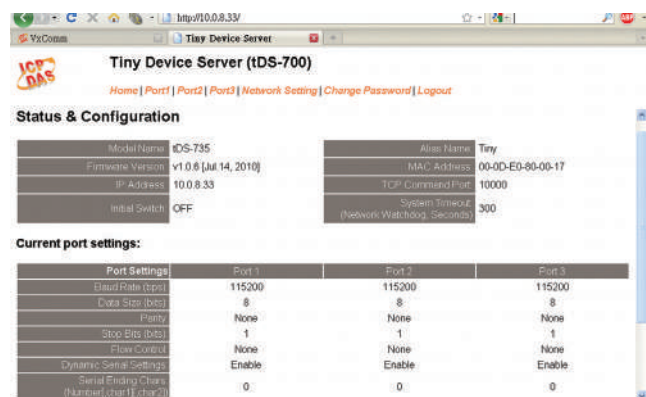 http://10.0.8.33/
VxComm
Tiny Device Server
ICP DAS
Tiny Device Server (tDS-700)
Home | Port1 | Port2 | Port3 | Network Setting | Change Password | Logout
Status & Configuration
Model Name tDS-735 Alias Name Tiny
Firmware Version v1.0.6 [Jul.14, 2010] MAC Address 00-0D-E0-80-00-17
IP Address 10.0.8.33 TCP Command Port 10000
Initial Switch OFF System Timeout (Network Watchdog, Seconds) 300
Current port settings:
Port Settings Port 1 Port 2 Port 3
Baud Rate (bps) 115200 115200 115200
Data Size (bits) 8 8 8
Parity None None None
Stop Bits (bits) 1 1 1
Flow Control None None None
Dynamic Serial Settings Enable Enable Enable
Serial Ending Chars (Number[,char1][,char2]) 0 0 0